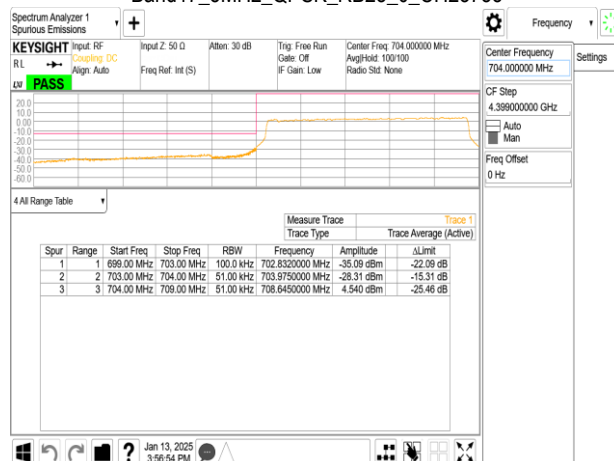 Spectrum Analyzer 1
Spurious Emissions
Frequency
Settings
KEYSIGHT
RL
LXI
PASS
Input: RF
Coupling: DC
Align: Auto
Input Z: 50 Ω
Freq Ref: Int (S)
Atten: 30 dB
Trig: Free Run
Gate: Off
IF Gain: Low
Center Freq: 704.000000 MHz
Avg|Hold: 100/100
Radio Std: None
Center Frequency
704.000000 MHz
CF Step
4.399000000 GHz
Auto
Man
Freq Offset
0 Hz
20.0
10.0
0.00
-10.0
-20.0
-30.0
-40.0
-50.0
-60.0
4 All Range Table
Measure Trace Trace 1
Trace Type Trace Average (Active)
Spur Range Start Freq Stop Freq RBW Frequency Amplitude ΔLimit
1 1 699.00 MHz 703.00 MHz 100.0 kHz 702.8320000 MHz -35.09 dBm -22.09 dB
2 2 703.00 MHz 704.00 MHz 51.00 kHz 703.9750000 MHz -28.31 dBm -15.31 dB
3 3 704.00 MHz 709.00 MHz 51.00 kHz 708.6450000 MHz 4.540 dBm -25.46 dB
Jan 13, 2025
3:56:54 PM